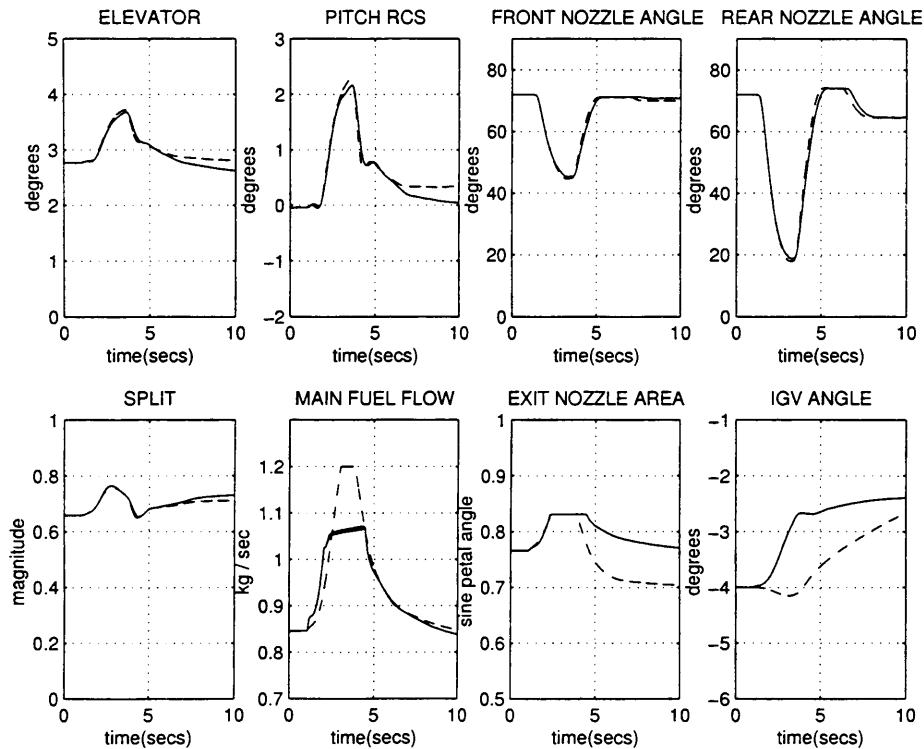 ELEVATOR
PITCH RCS
FRONT NOZZLE ANGLE
REAR NOZZLE ANGLE
degrees
5
4
3
2
1
0
0
5
10
time(secs)
degrees
3
2
1
0
−1
−2
0
5
10
time(secs)
degrees
80
60
40
20
0
0
5
10
time(secs)
degrees
80
60
40
20
0
0
5
10
time(secs)
SPLIT
MAIN FUEL FLOW
EXIT NOZZLE AREA
IGV ANGLE
magnitude
1
0.8
0.6
0.4
0.2
0
0
5
10
time(secs)
kg / sec
1.2
1.1
1
0.9
0.8
0.7
0
5
10
time(secs)
sine petal angle
1
0.9
0.8
0.7
0.6
0.5
0
5
10
time(secs)
degrees
−1
−2
−3
−4
−5
−6
0
5
10
time(secs)